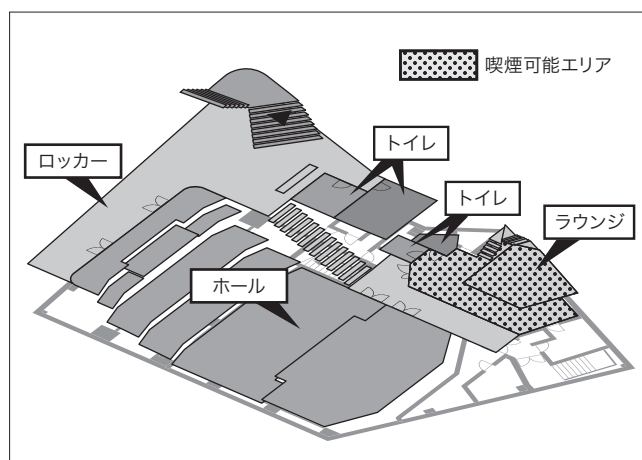 喫煙可能エリア
トイレ
ロッカー
トイレ
ラウンジ
ホール